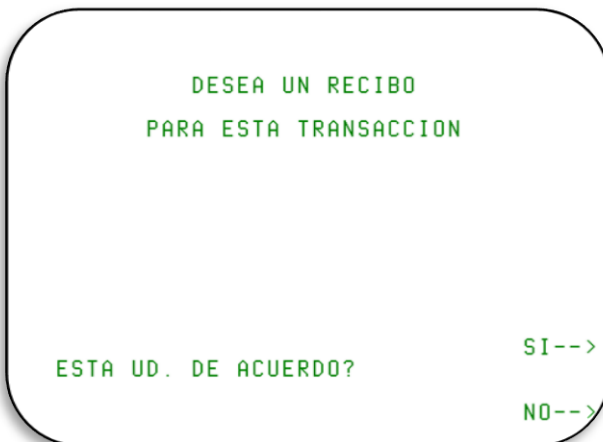 DESEA UN RECIBO
PARA ESTA TRANSACCION
SI-->
ESTA UD. DE ACUERDO?
NO-->